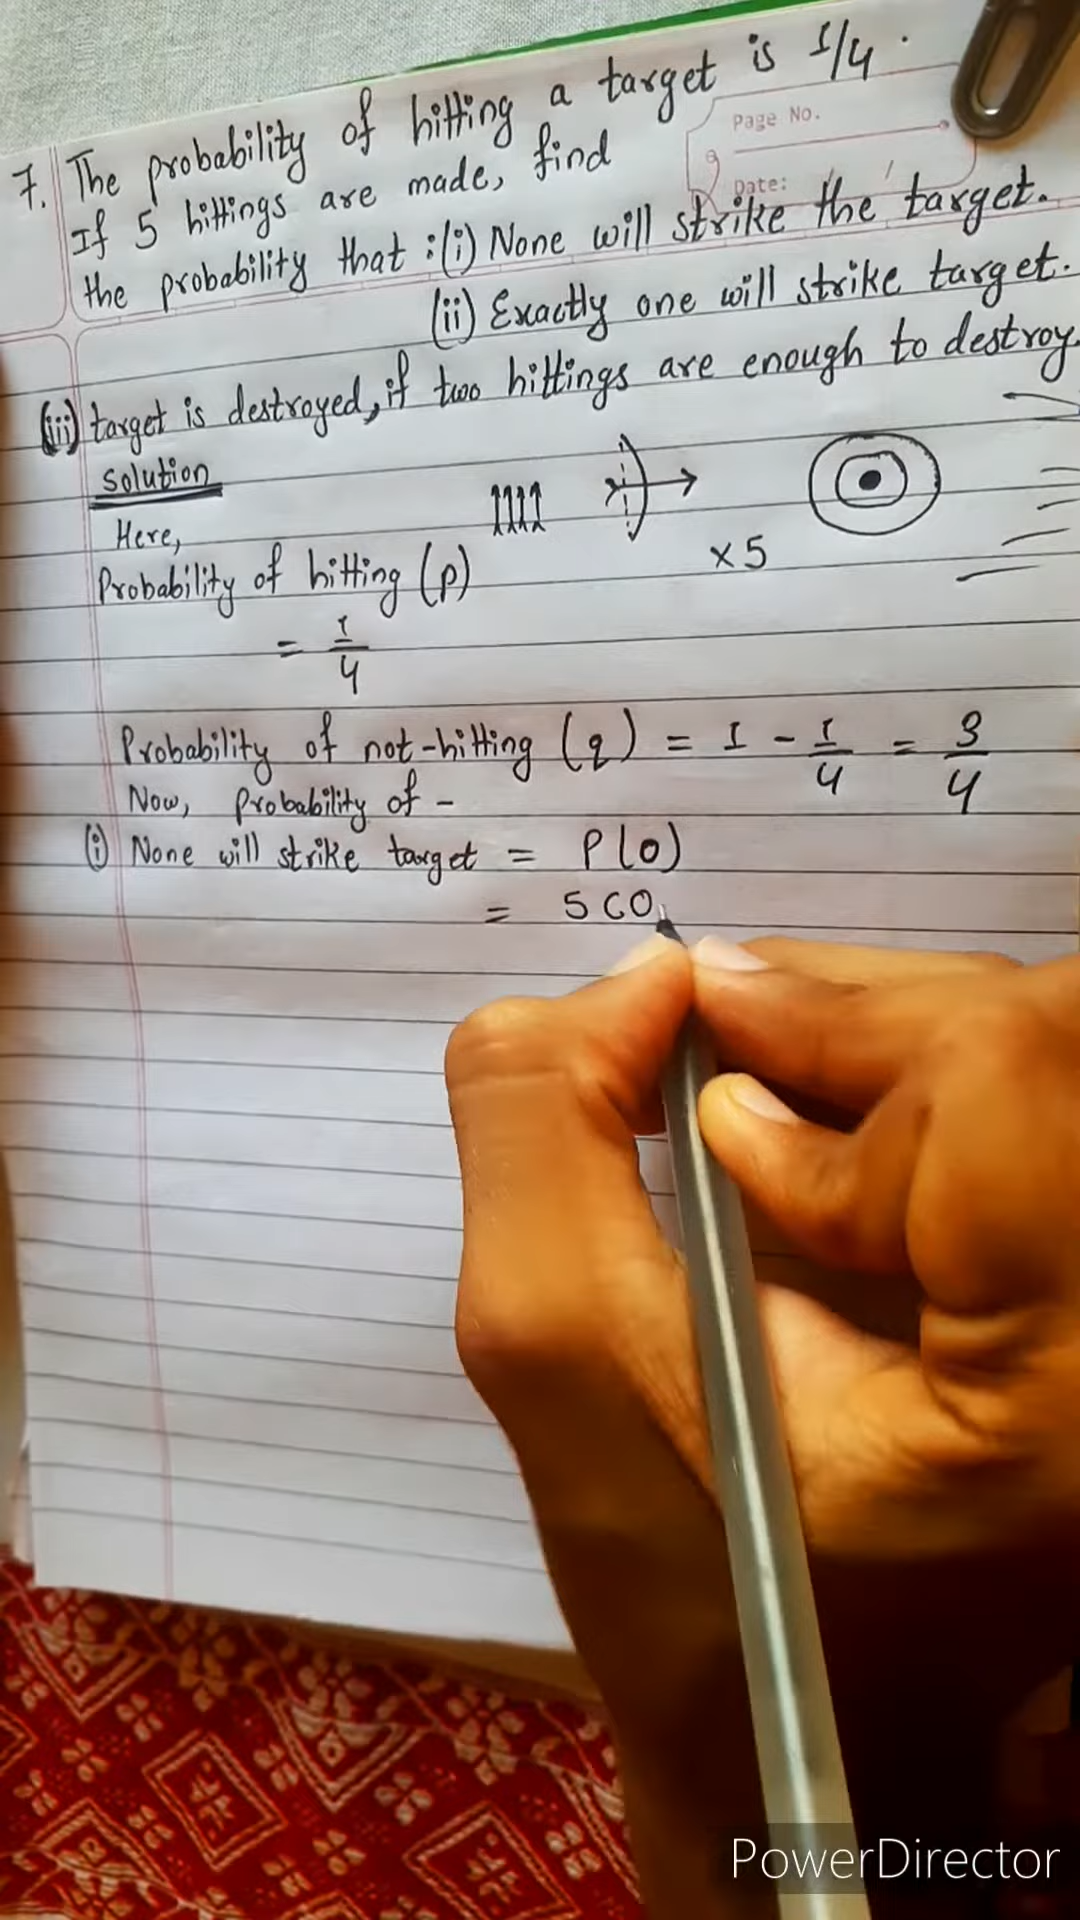 7. The probability of hitting a target is 1/4.
Page No.
If 5 hittings are made, find
Date:
the probability that :(i) None will strike the target.
(ii) Exactly one will strike target.
(iii) target is destroyed, if two hittings are enough to destroy.
solution
Here,
×5
Probability of hitting (p)
= 1/4
Probability of not-hitting (q) = 1 - 1/4 = 3/4
Now, probability of -
(i) None will strike target = P(0)
= 5C0
PowerDirector